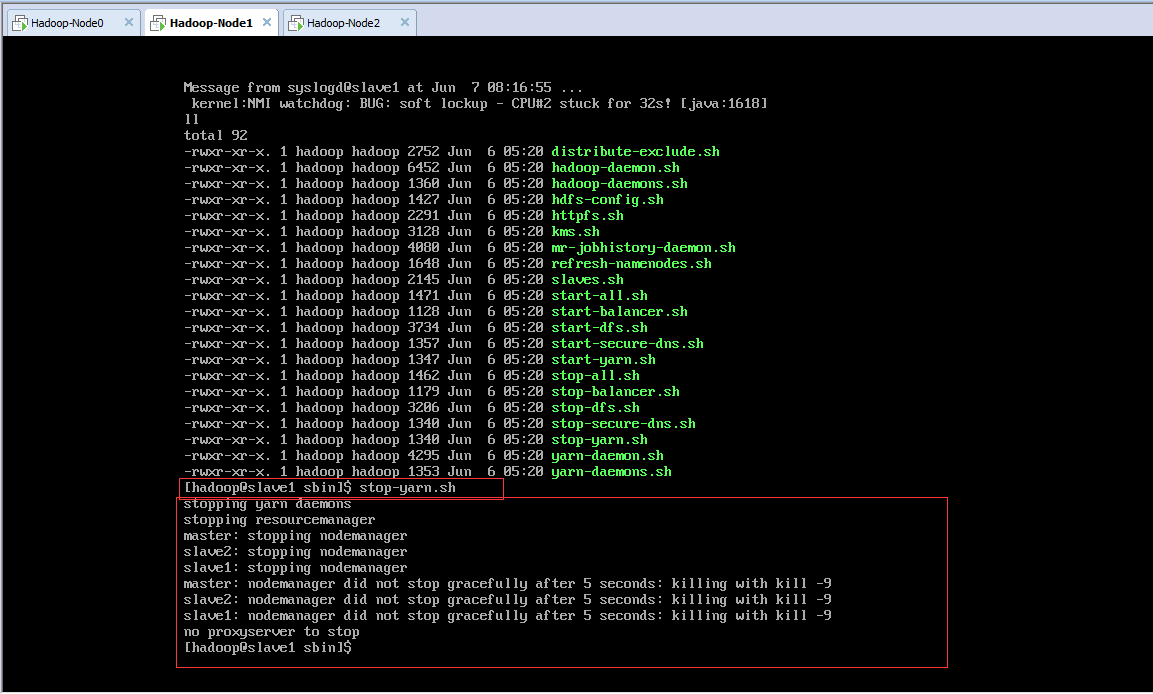 Hadoop-Node0 Hadoop-Node1 Hadoop-Node2
Message from syslogd@slave1 at Jun  7 08:16:55 ...
 kernel:NMI watchdog: BUG: soft lockup - CPU#2 stuck for 32s! [java:1618]
ll
total 92
-rwxr-xr-x. 1 hadoop hadoop 2752 Jun  6 05:20 distribute-exclude.sh
-rwxr-xr-x. 1 hadoop hadoop 6452 Jun  6 05:20 hadoop-daemon.sh
-rwxr-xr-x. 1 hadoop hadoop 1360 Jun  6 05:20 hadoop-daemons.sh
-rwxr-xr-x. 1 hadoop hadoop 1427 Jun  6 05:20 hdfs-config.sh
-rwxr-xr-x. 1 hadoop hadoop 2291 Jun  6 05:20 httpfs.sh
-rwxr-xr-x. 1 hadoop hadoop 3128 Jun  6 05:20 kms.sh
-rwxr-xr-x. 1 hadoop hadoop 4080 Jun  6 05:20 mr-jobhistory-daemon.sh
-rwxr-xr-x. 1 hadoop hadoop 1648 Jun  6 05:20 refresh-namenodes.sh
-rwxr-xr-x. 1 hadoop hadoop 2145 Jun  6 05:20 slaves.sh
-rwxr-xr-x. 1 hadoop hadoop 1471 Jun  6 05:20 start-all.sh
-rwxr-xr-x. 1 hadoop hadoop 1128 Jun  6 05:20 start-balancer.sh
-rwxr-xr-x. 1 hadoop hadoop 3734 Jun  6 05:20 start-dfs.sh
-rwxr-xr-x. 1 hadoop hadoop 1357 Jun  6 05:20 start-secure-dns.sh
-rwxr-xr-x. 1 hadoop hadoop 1347 Jun  6 05:20 start-yarn.sh
-rwxr-xr-x. 1 hadoop hadoop 1462 Jun  6 05:20 stop-all.sh
-rwxr-xr-x. 1 hadoop hadoop 1179 Jun  6 05:20 stop-balancer.sh
-rwxr-xr-x. 1 hadoop hadoop 3206 Jun  6 05:20 stop-dfs.sh
-rwxr-xr-x. 1 hadoop hadoop 1340 Jun  6 05:20 stop-secure-dns.sh
-rwxr-xr-x. 1 hadoop hadoop 1340 Jun  6 05:20 stop-yarn.sh
-rwxr-xr-x. 1 hadoop hadoop 4295 Jun  6 05:20 yarn-daemon.sh
-rwxr-xr-x. 1 hadoop hadoop 1353 Jun  6 05:20 yarn-daemons.sh
[hadoop@slave1 sbin]$ stop-yarn.sh
stopping yarn daemons
stopping resourcemanager
master: stopping nodemanager
slave2: stopping nodemanager
slave1: stopping nodemanager
master: nodemanager did not stop gracefully after 5 seconds: killing with kill -9
slave2: nodemanager did not stop gracefully after 5 seconds: killing with kill -9
slave1: nodemanager did not stop gracefully after 5 seconds: killing with kill -9
no proxyserver to stop
[hadoop@slave1 sbin]$